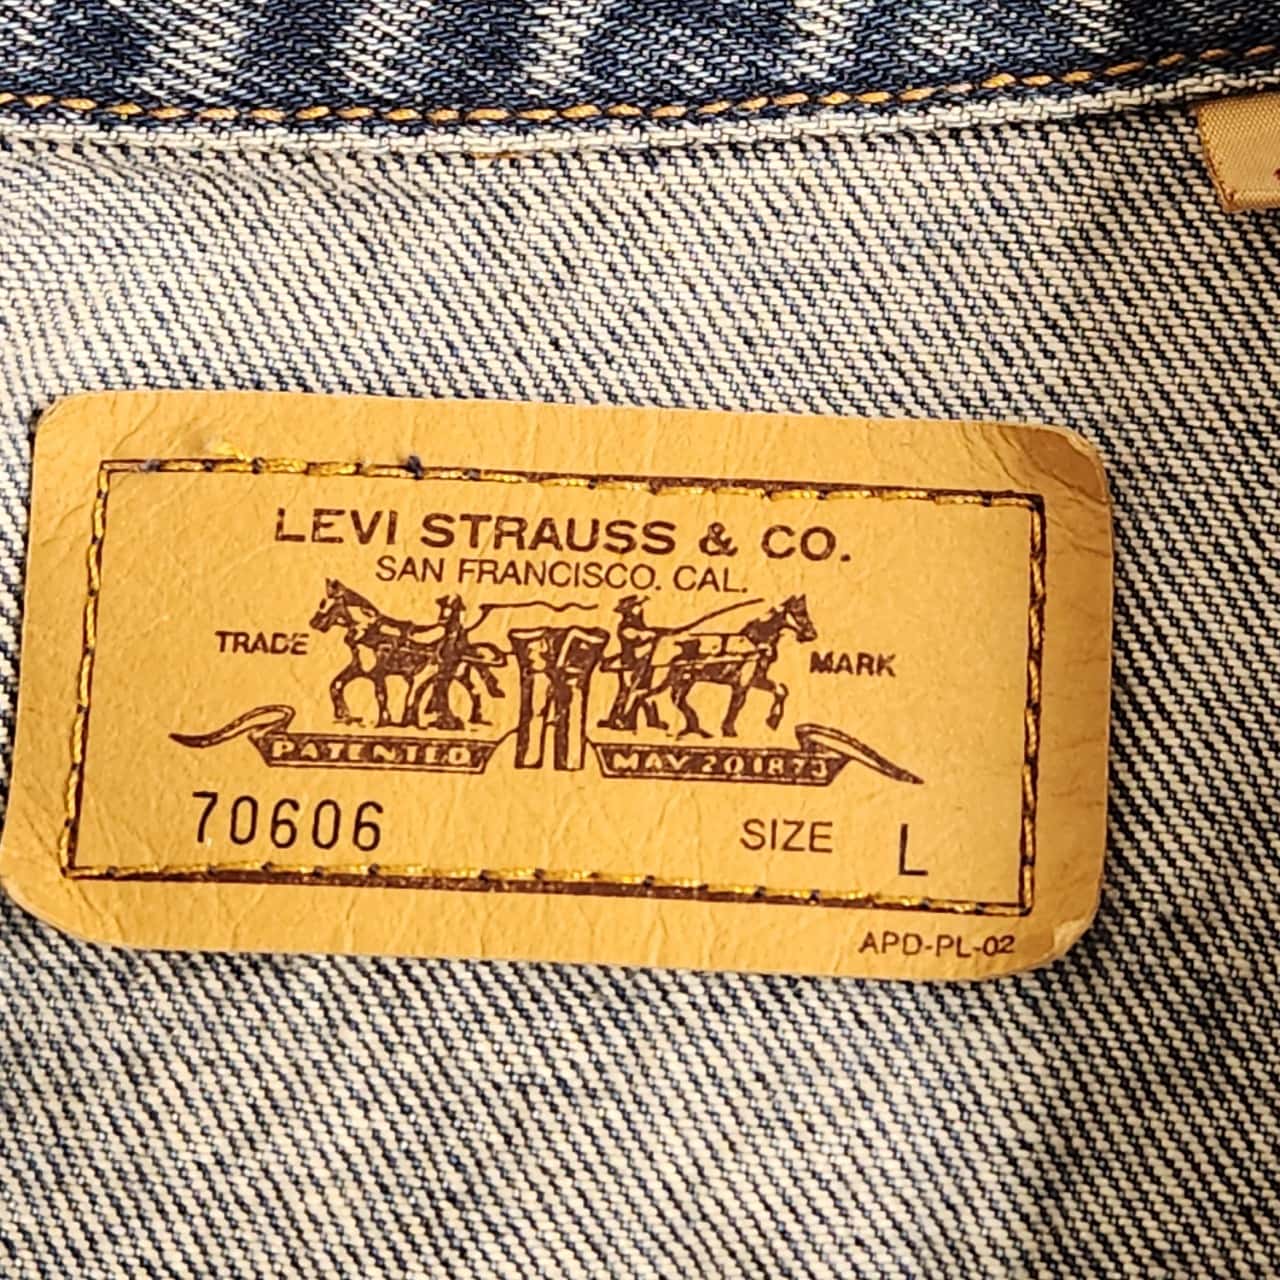 LEVI STRAUSS & CO.
SAN FRANCISCO. CAL.
TRADE MARK
PATENTED MAY 20 1873
70606 SIZE L
APD-PL-02